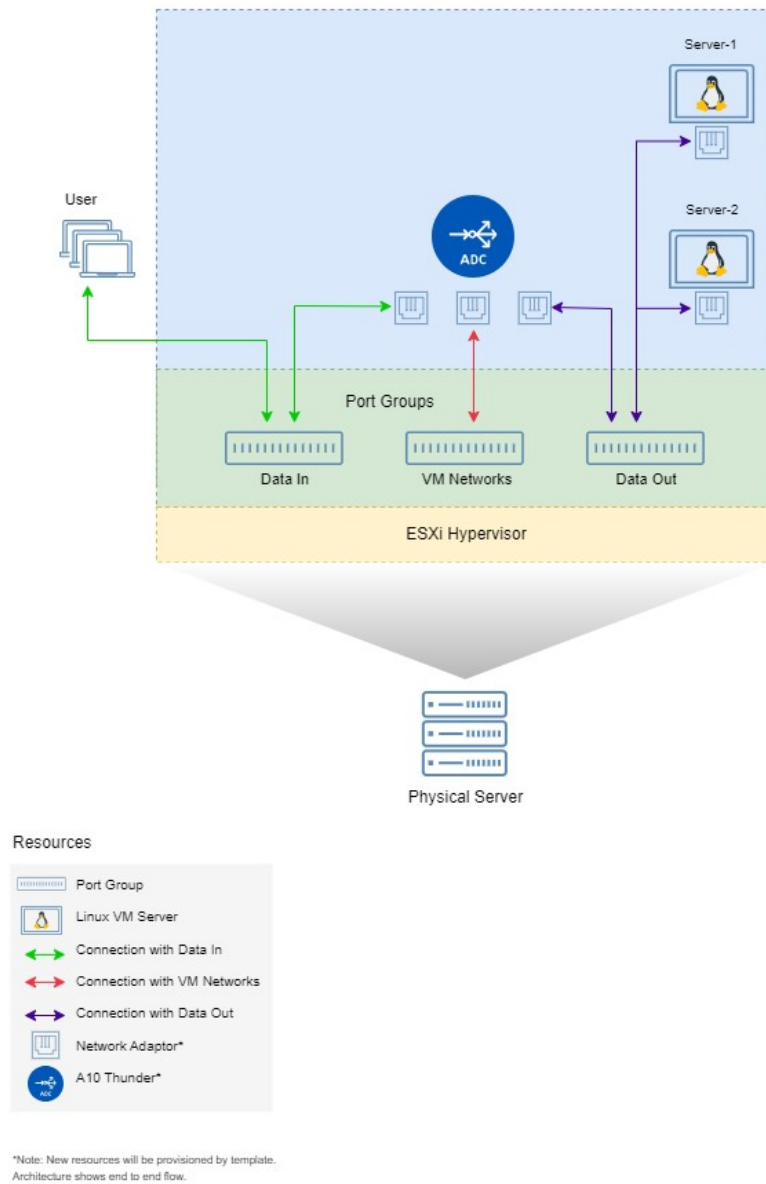 Server-1
User
Server-2
ADC
Port Groups
Data In
VM Networks
Data Out
ESXi Hypervisor
Physical Server
Resources
Port Group
Linux VM Server
Connection with Data In
Connection with VM Networks
Connection with Data Out
Network Adaptor*
A10 Thunder*
ADC
*Note: New resources will be provisioned by template.
Architecture shows end to end flow.